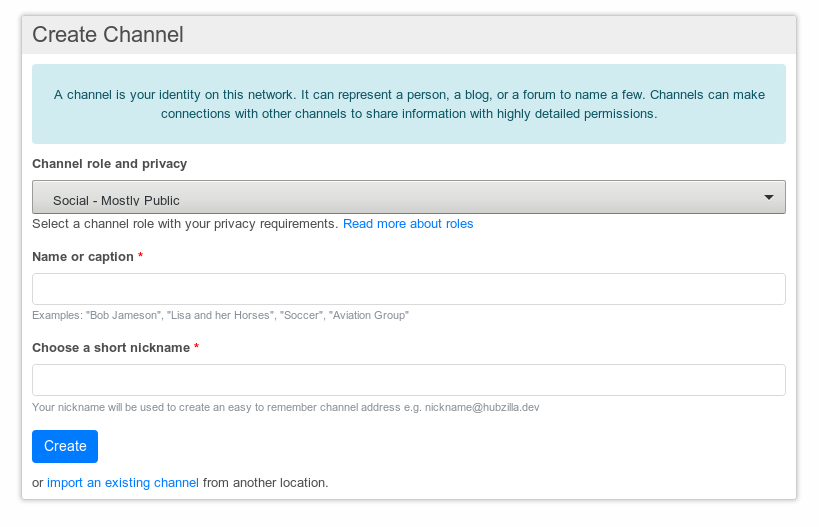 Create Channel
A channel is your identity on this network. It can represent a person, a blog, or a forum to name a few. Channels can make
connections with other channels to share information with highly detailed permissions.
Channel role and privacy
Social - Mostly Public
Select a channel role with your privacy requirements. Read more about roles
Name or caption *
Examples: "Bob Jameson", "Lisa and her Horses", "Soccer", "Aviation Group"
Choose a short nickname *
Your nickname will be used to create an easy to remember channel address e.g. nickname@hubzilla.dev
Create
or import an existing channel from another location.